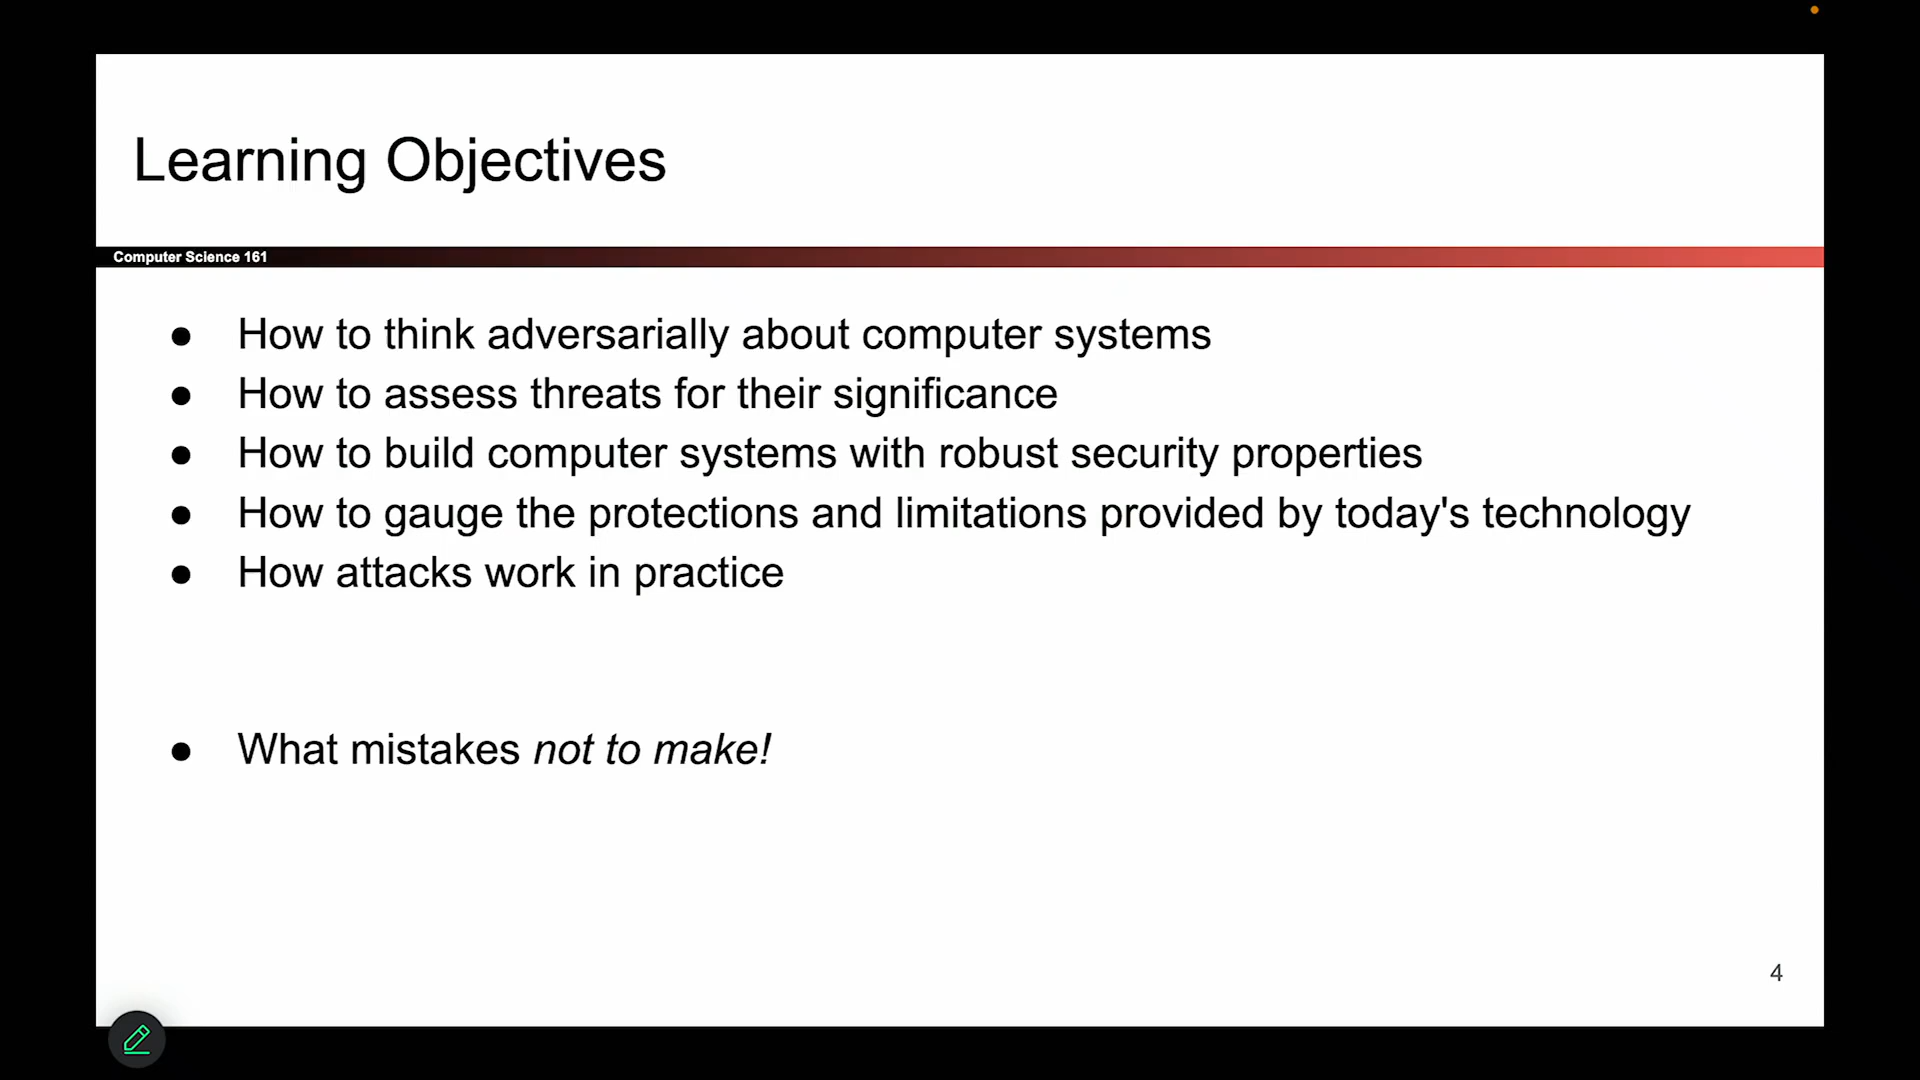 Learning Objectives
Computer Science 161
● How to think adversarially about computer systems
● How to assess threats for their significance
● How to build computer systems with robust security properties
● How to gauge the protections and limitations provided by today's technology
● How attacks work in practice
● What mistakes not to make!
4